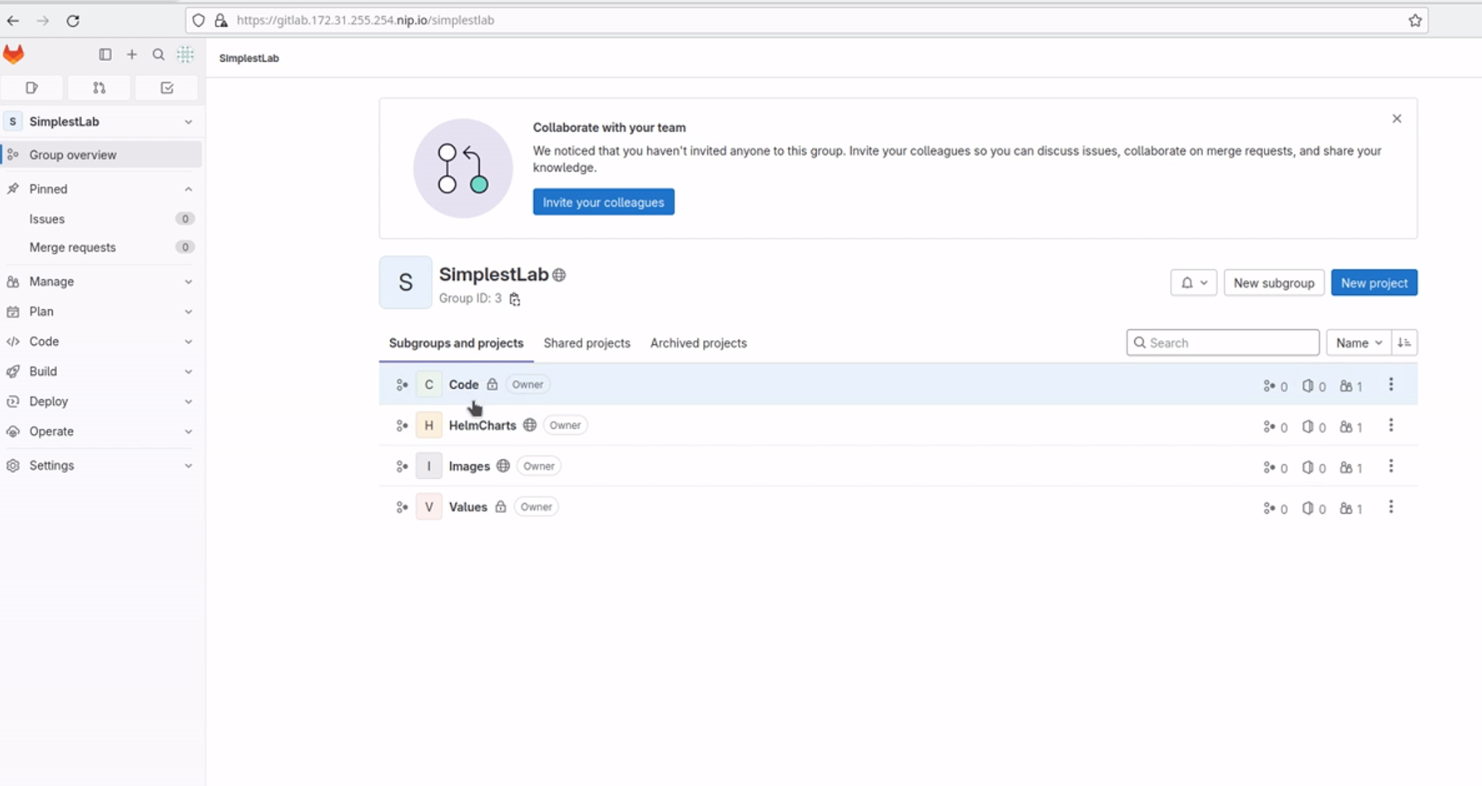 https://gitlab.172.31.255.254.nip.io/simplestlab
SimplestLab
S SimplestLab
Group overview
Pinned
Issues 0
Merge requests 0
Manage
Plan
Code
Build
Deploy
Operate
Settings
Collaborate with your team
We noticed that you haven't invited anyone to this group. Invite your colleagues so you can discuss issues, collaborate on merge requests, and share your
knowledge.
Invite your colleagues
S
SimplestLab
Group ID: 3
New subgroup
New project
Subgroups and projects Shared projects Archived projects
Search
Name
C Code Owner 0 0 1
H HelmCharts Owner 0 0 1
I Images Owner 0 0 1
V Values Owner 0 0 1